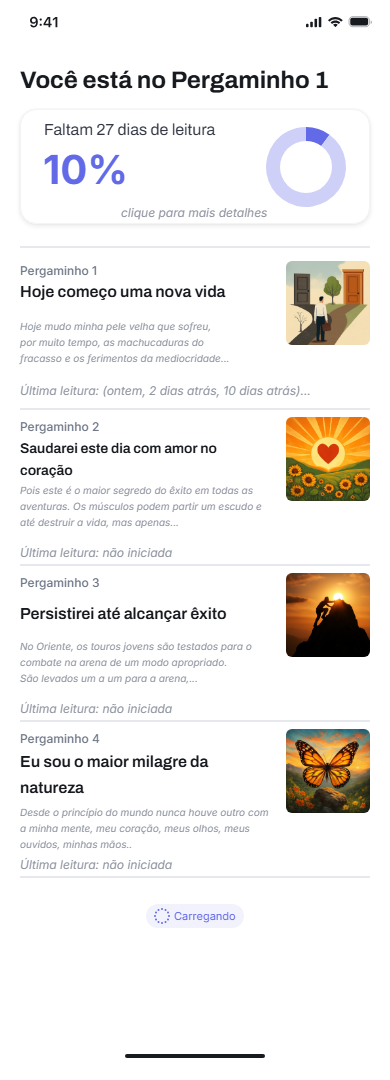 9:41
Você está no Pergaminho 1
Faltam 27 dias de leitura
10%
clique para mais detalhes
Pergaminho 1
Hoje começo uma nova vida
Hoje mudo minha pele velha que sofreu,
por muito tempo, as machucaduras do
fracasso e os ferimentos da mediocridade...
Última leitura: (ontem, 2 dias atrás, 10 dias atrás)...
Pergaminho 2
Saudarei este dia com amor no
coração
Pois este é o maior segredo do êxito em todas as
aventuras. Os músculos podem partir um escudo e
até destruir a vida, mas apenas...
Última leitura: não iniciada
Pergaminho 3
Persistirei até alcançar êxito
No Oriente, os touros jovens são testados para o
combate na arena de um modo apropriado.
São levados um a um para a arena,...
Última leitura: não iniciada
Pergaminho 4
Eu sou o maior milagre da
natureza
Desde o princípio do mundo nunca houve outro com
a minha mente, meu coração, meus olhos, meus
ouvidos, minhas mãos..
Última leitura: não iniciada
Carregando